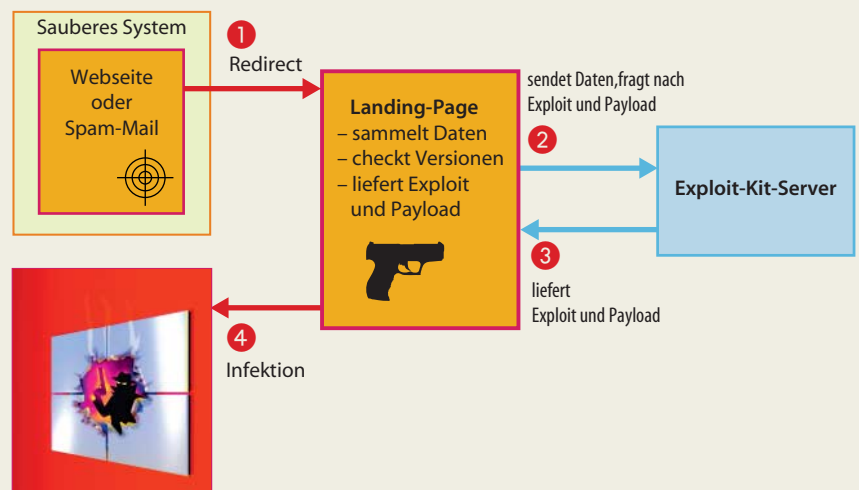 Sauberes System
Webseite
oder
Spam-Mail
1
Redirect
Landing-Page
– sammelt Daten
– checkt Versionen
– liefert Exploit
und Payload
sendet Daten,fragt nach
Exploit und Payload
2
Exploit-Kit-Server
3
liefert
Exploit und Payload
4
Infektion